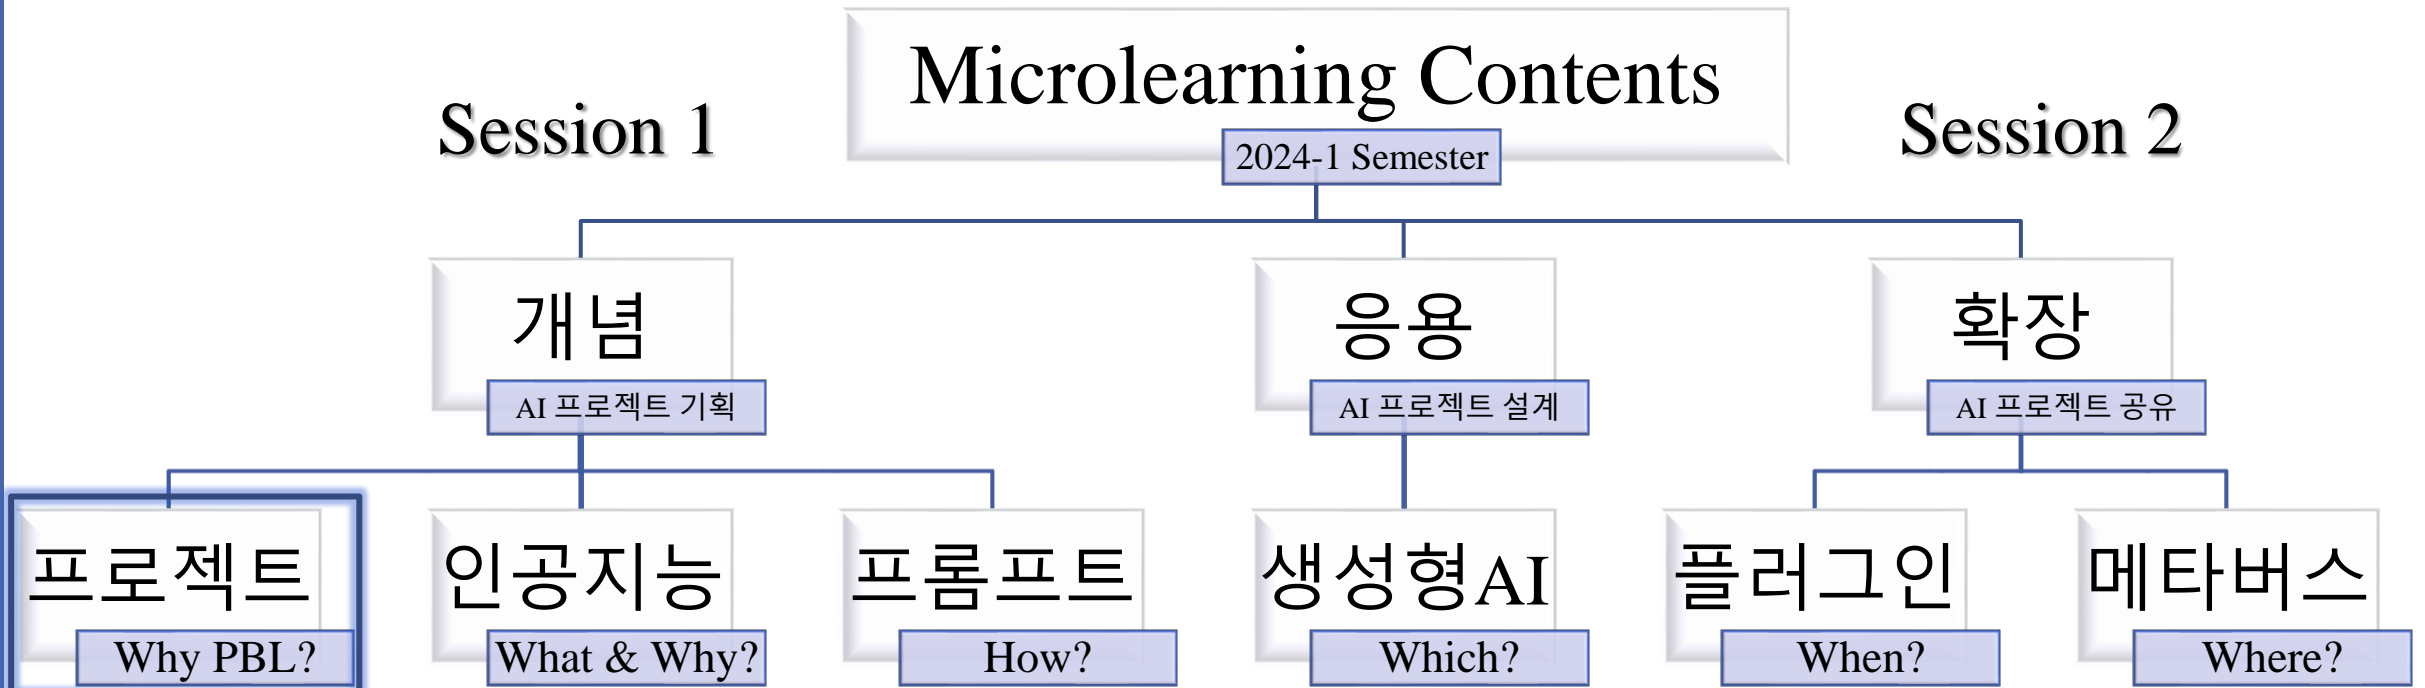 Microlearning Contents
2024-1 Semester
Session 1
Session 2
개념
AI 프로젝트 기획
응용
AI 프로젝트 설계
확장
AI 프로젝트 공유
프로젝트
Why PBL?
인공지능
What & Why?
프롬프트
How?
생성형AI
Which?
플러그인
When?
메타버스
Where?